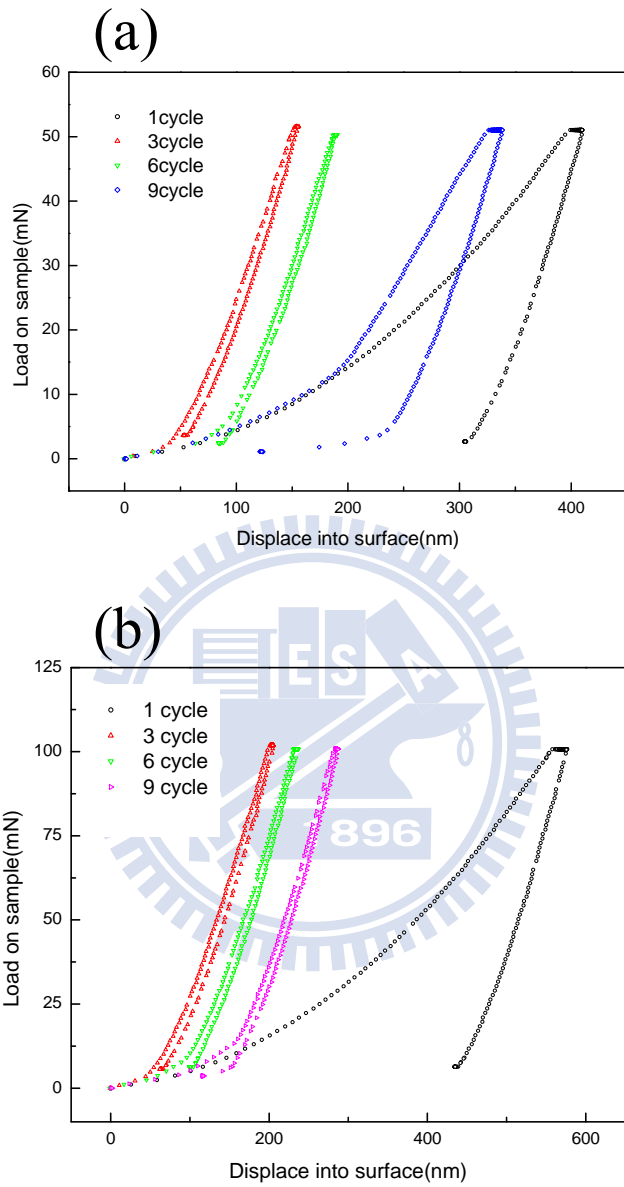 (a)
60
50
40
30
20
10
0
Load on sample(mN)
1cycle
3cycle
6cycle
9cycle
0 100 200 300 400
Displace into surface(nm)
(b)
125
100
75
50
25
0
Load on sample(mN)
1 cycle
3 cycle
6 cycle
9 cycle
E S A
1896
0 200 400 600
Displace into surface(nm)